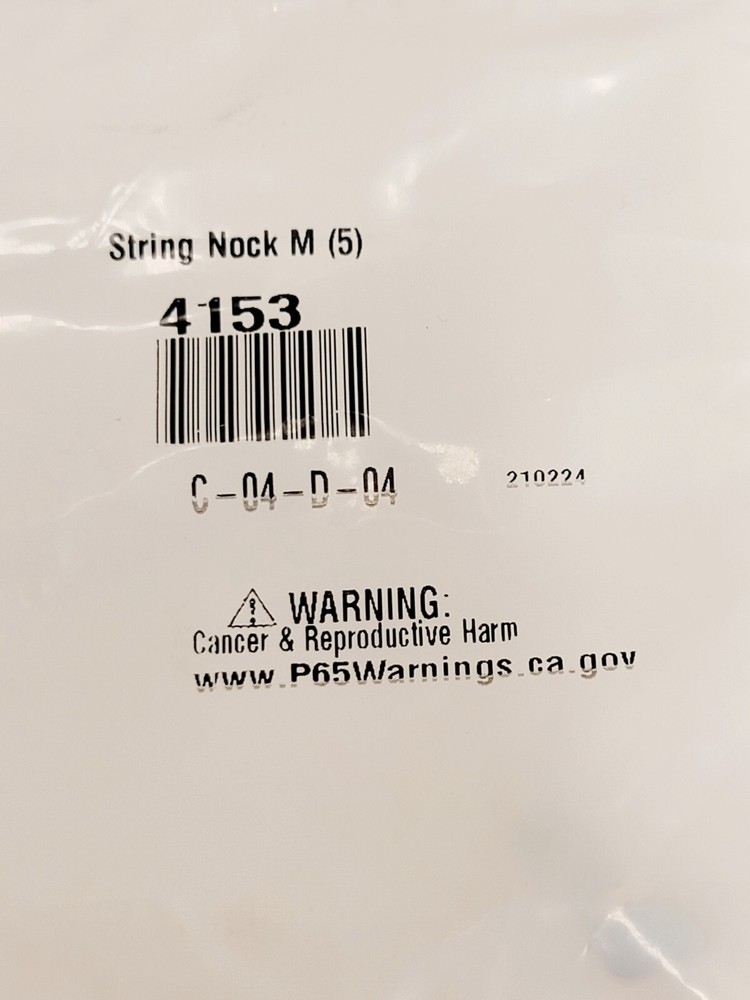 String Nock M (5)
4153
C-04-D-04
210224
WARNING:
Cancer & Reproductive Harm
www.P65Warnings.ca.gov